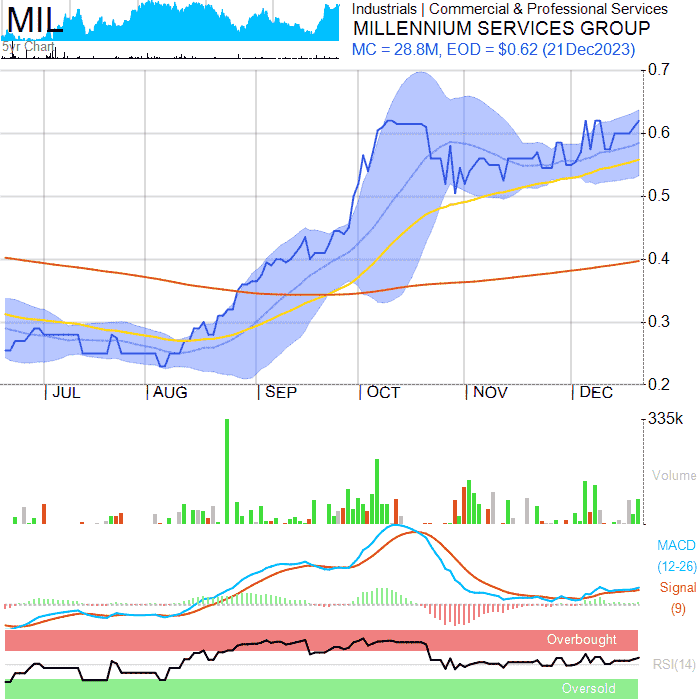 MIL
5yr Chart
Industrials | Commercial & Professional Services
MILLENNIUM SERVICES GROUP
MC = 28.8M, EOD = $0.62 (21Dec2023)
0.7
0.6
0.5
0.4
0.3
0.2
JUL
AUG
SEP
OCT
NOV
DEC
335k
Volume
MACD
(12-26)
Signal
(9)
Overbought
RSI(14)
Oversold